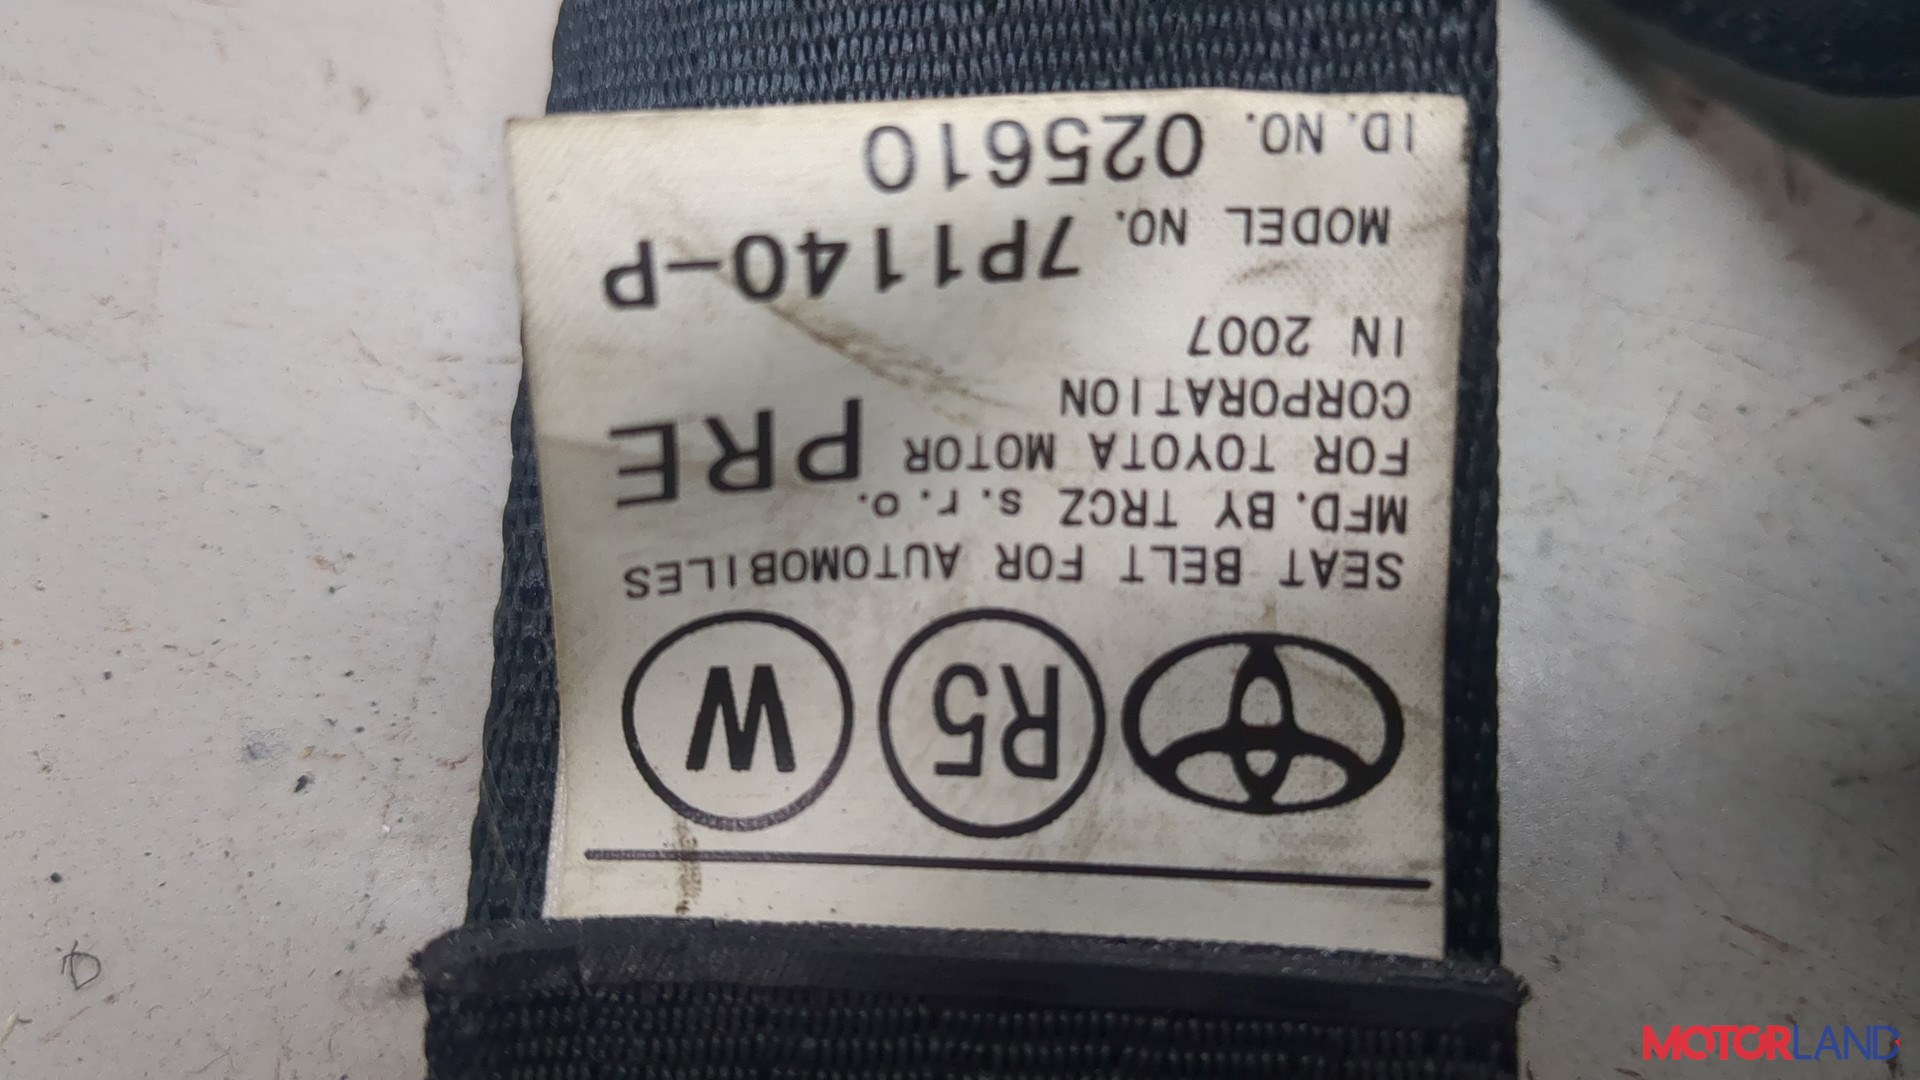 R5 W
SEAT BELT FOR AUTOMOBILES
MFD. BY TRCZ s.r.o.
FOR TOYOTA MOTOR PRE
CORPORATION
IN 2007
MODEL NO. 7P1140-P
ID. NO. 025610
MOTORLAND